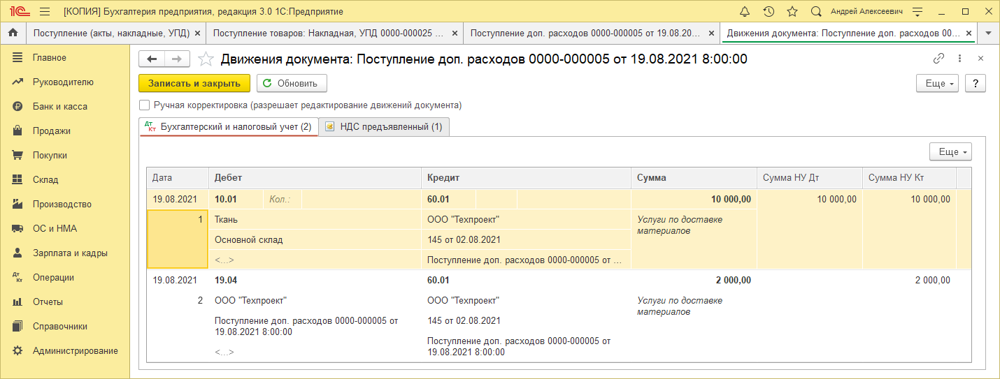 1С [КОПИЯ] Бухгалтерия предприятия, редакция 3.0 1С:Предприятие Андрей Алексеевич
Поступление (акты, накладные, УПД) × Поступление товаров: Накладная, УПД 0000-000025 ... × Поступление доп. расходов 0000-000005 от 19.08.20... × Движения документа: Поступление доп. расходов 00... ×
Главное
Руководителю
Банк и касса
Продажи
Покупки
Склад
Производство
ОС и НМА
Зарплата и кадры
Дт Кт Операции
Отчеты
Справочники
Администрирование
Движения документа: Поступление доп. расходов 0000-000005 от 19.08.2021 8:00:00
Записать и закрыть Обновить Еще ?
Ручная корректировка (разрешает редактирование движений документа)
Дт Кт Бухгалтерский и налоговый учет (2) НДС предъявленный (1)
Еще
Дата Дебет Кредит Сумма Сумма НУ Дт Сумма НУ Кт
19.08.2021 10.01 Кол.: 60.01 10 000,00 10 000,00 10 000,00
1 Ткань ООО "Техпроект" Услуги по доставке
материалов
Основной склад 145 от 02.08.2021
<...> Поступление доп. расходов 0000-000005 от ...
19.08.2021 19.04 60.01 2 000,00 2 000,00
2 ООО "Техпроект" ООО "Техпроект" Услуги по доставке
материалов
Поступление доп. расходов 0000-000005 от 145 от 02.08.2021
19.08.2021 8:00:00
Поступление доп. расходов 0000-000005 от
<...> 19.08.2021 8:00:00